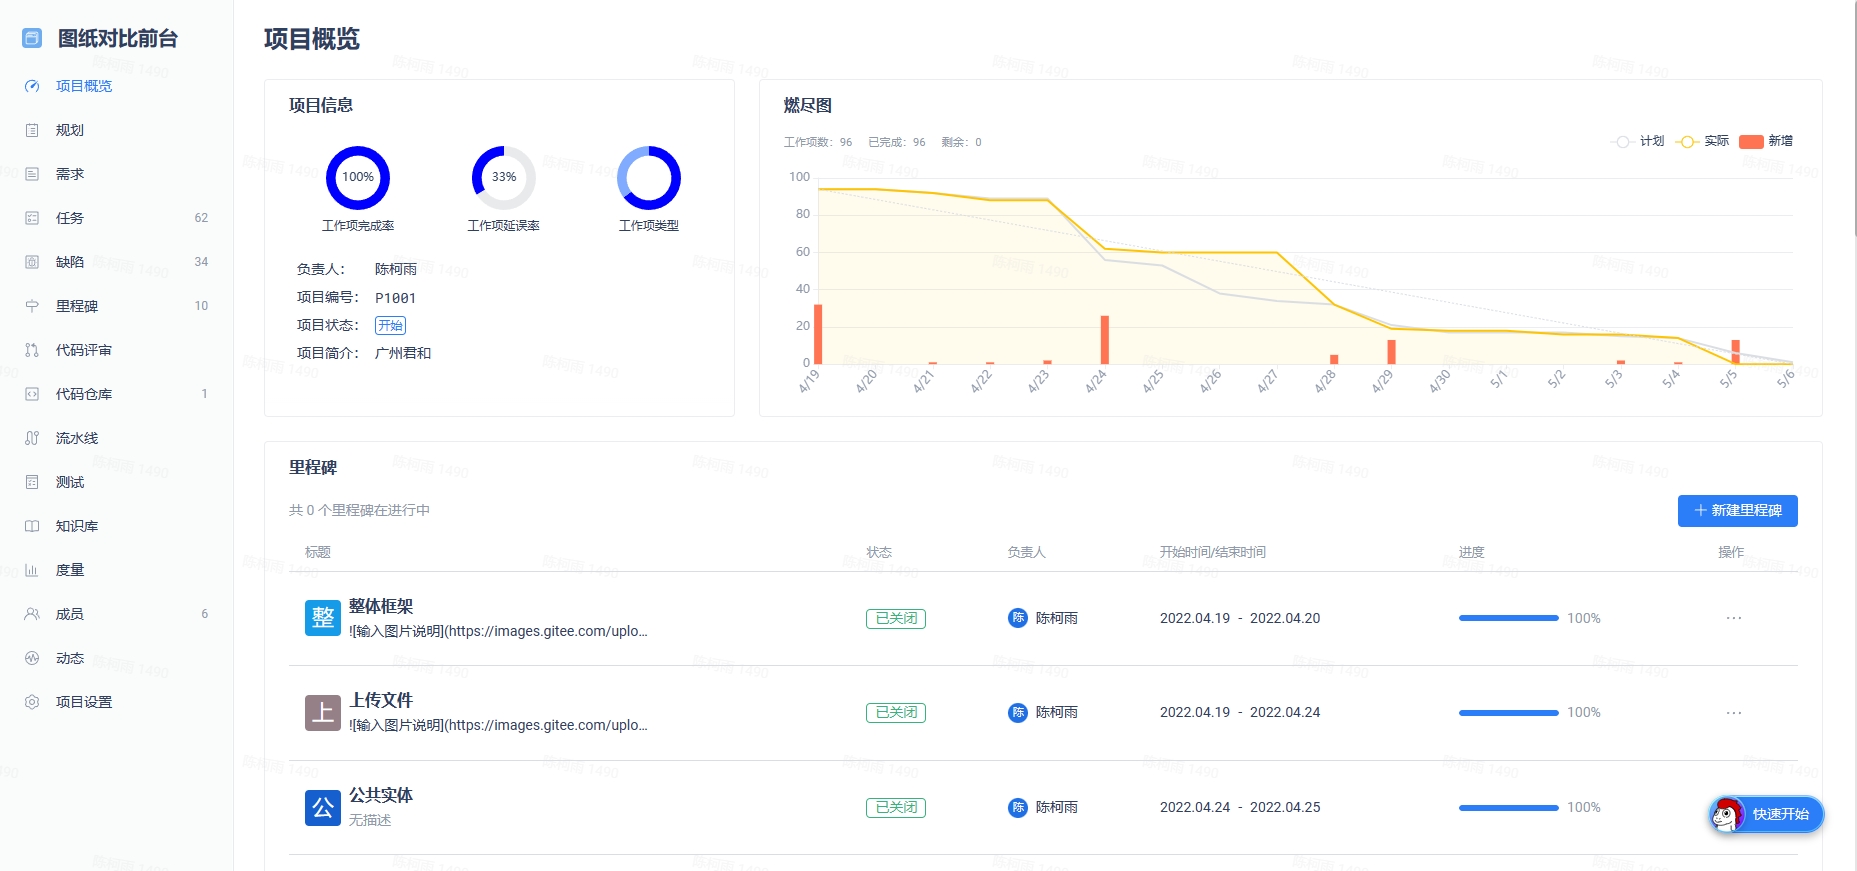 图纸对比前台
项目概览
规划
需求
任务 62
缺陷 34
里程碑 10
代码评审
代码仓库 1
流水线
测试
知识库
度量
成员 6
动态
项目设置
项目概览
项目信息
100%
33%
工作项完成率
工作项延误率
工作项类型
负责人： 陈柯雨
项目编号： P1001
项目状态： 开始
项目简介： 广州君和
燃尽图
工作项数：96 已完成：96 剩余：0
计划 实际 新增
100
80
60
40
20
0
4/19 4/20 4/21 4/22 4/23 4/24 4/25 4/26 4/27 4/28 4/29 4/30 5/1 5/2 5/3 5/4 5/5 5/6
里程碑
共 0 个里程碑在进行中
新建里程碑
标题 状态 负责人 开始时间/结束时间 进度 操作
整 整体框架
![输入图片说明](https://images.gitee.com/uplo...
已关闭 陈 陈柯雨 2022.04.19 - 2022.04.20 100% ...
上 上传文件
![输入图片说明](https://images.gitee.com/uplo...
已关闭 陈 陈柯雨 2022.04.19 - 2022.04.24 100% ...
公 公共实体
无描述
已关闭 陈 陈柯雨 2022.04.24 - 2022.04.25 100%
快速开始
陈柯雨 1490